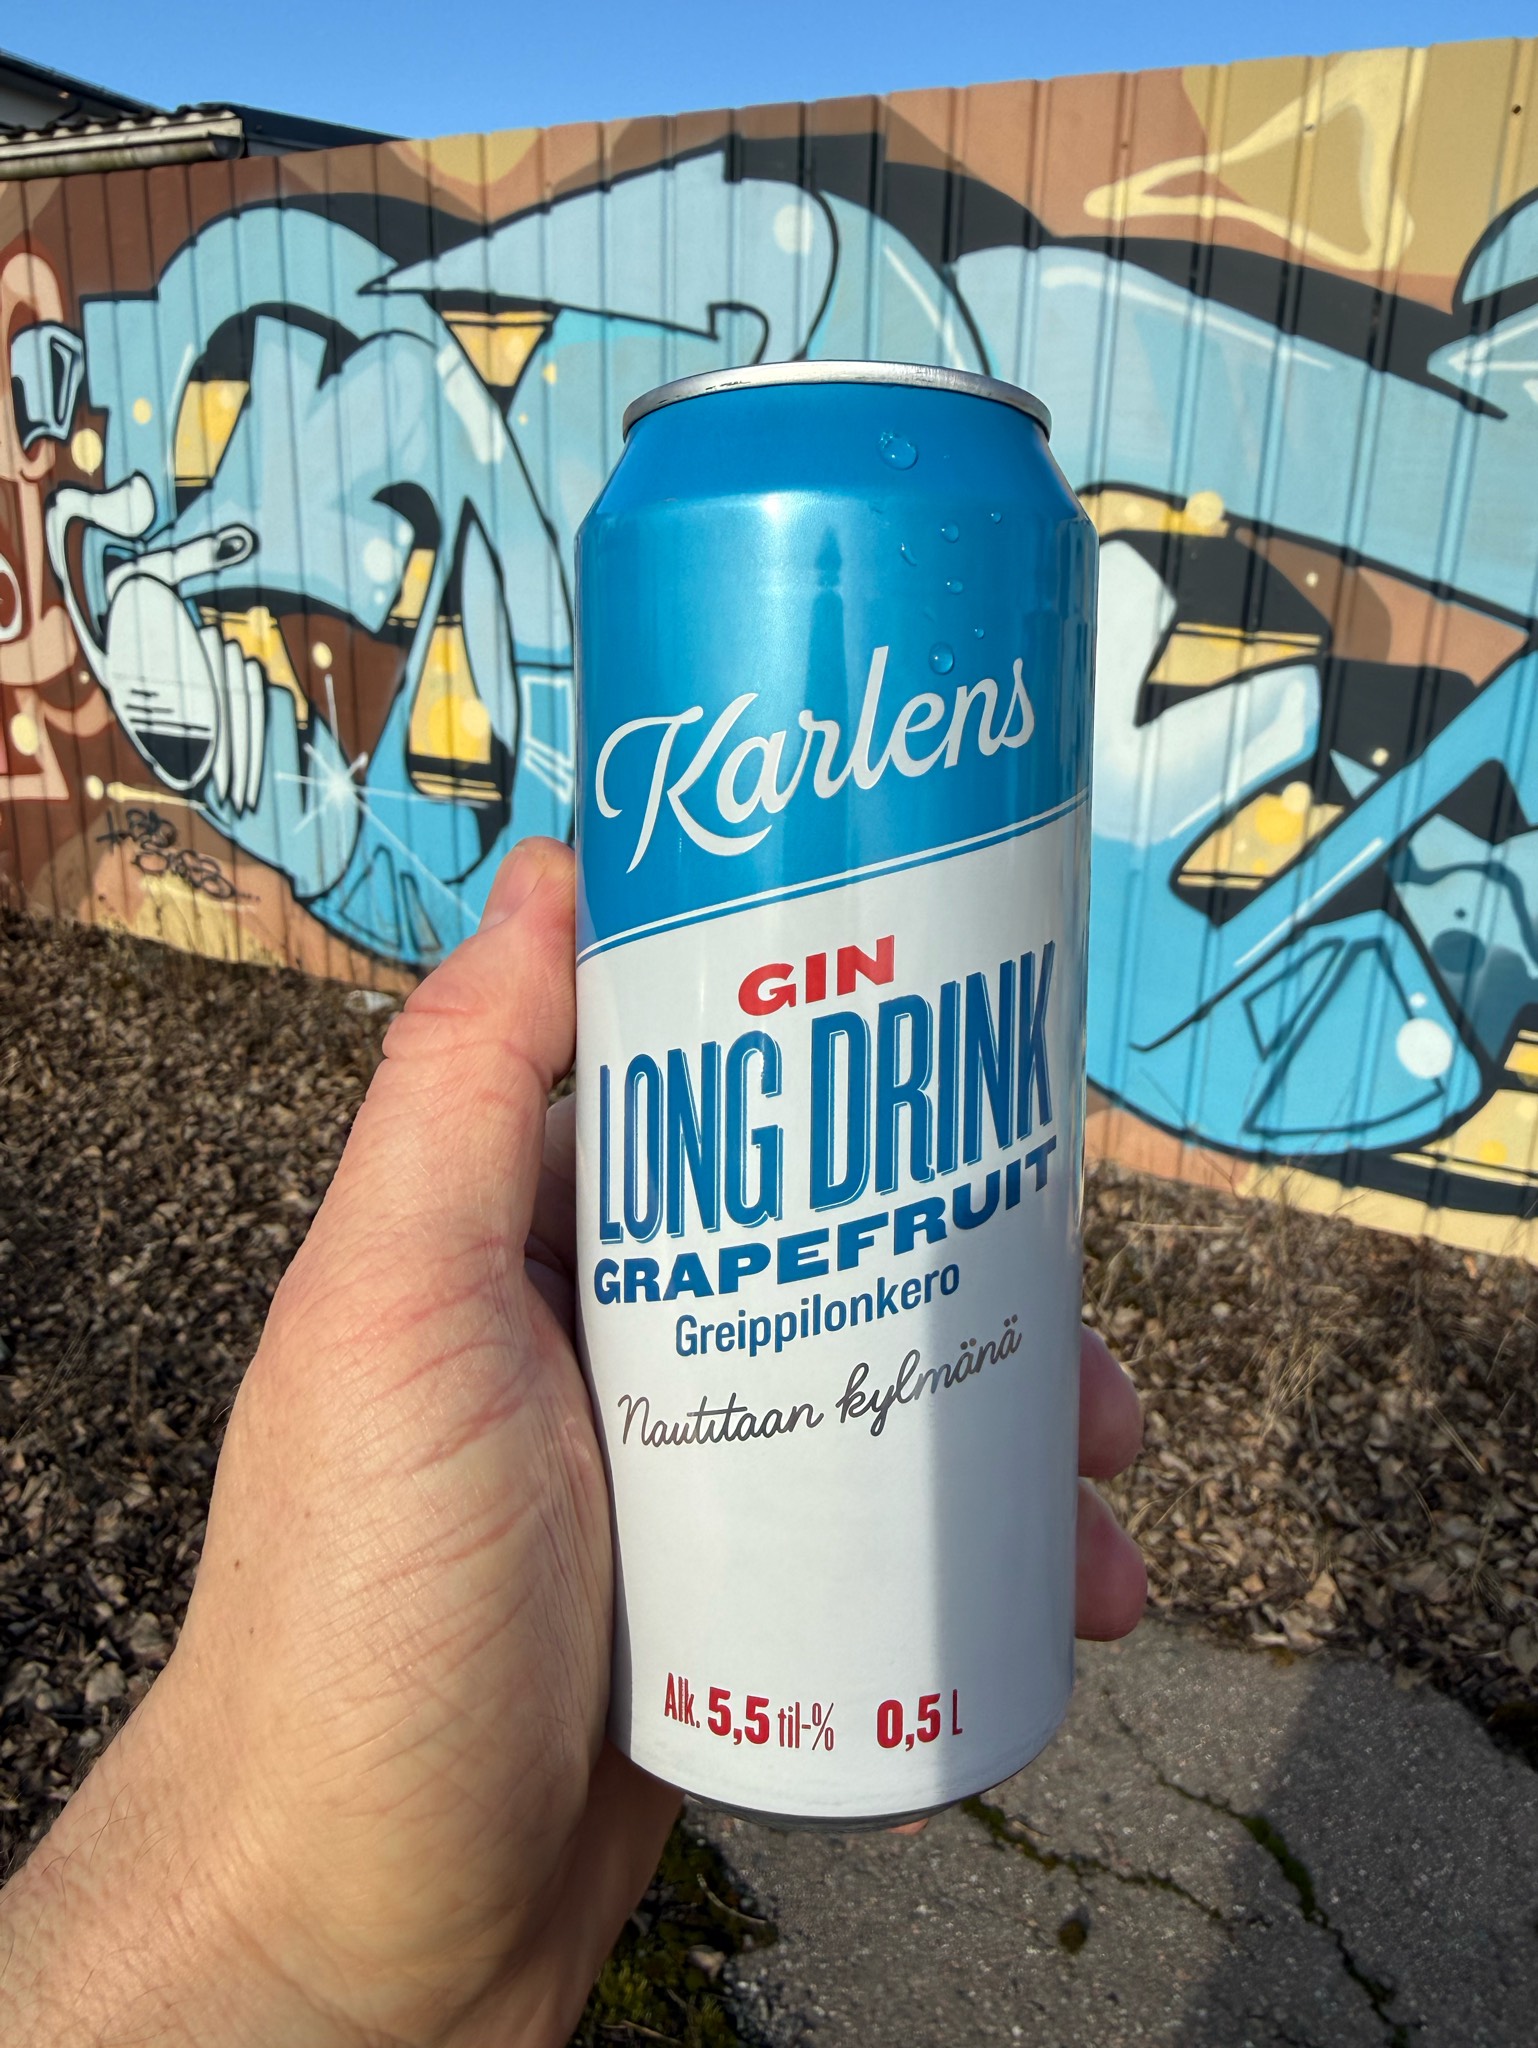 Karlens
GIN
LONG DRINK
GRAPEFRUIT
Greippilonkero
Nautitaan kylmänä
Alk. 5,5 til-% 0,5 L